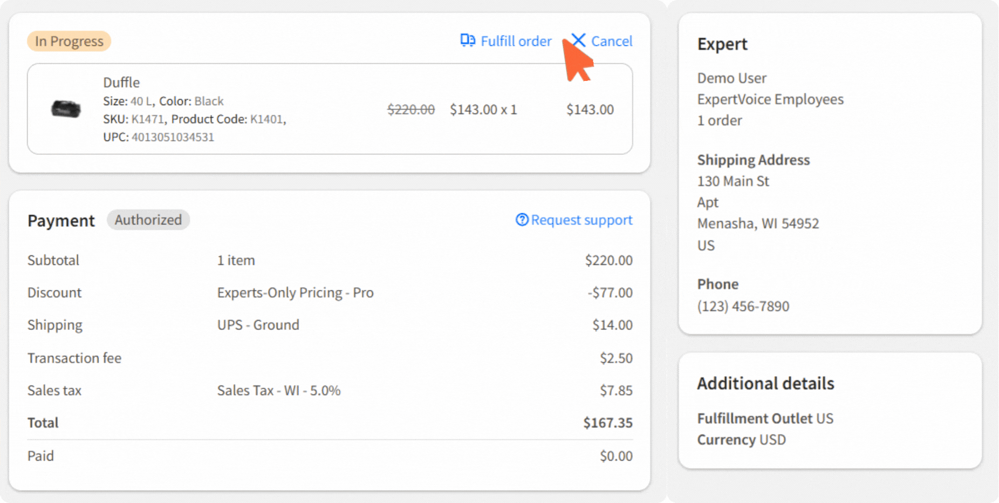 In Progress
Fulfill order
Cancel
Duffle
Size: 40 L, Color: Black
SKU: K1471, Product Code: K1401,
UPC: 4013051034531
$220.00 $143.00 x 1 $143.00
Payment Authorized
Request support
Subtotal 1 item $220.00
Discount Experts-Only Pricing - Pro -$77.00
Shipping UPS - Ground $14.00
Transaction fee $2.50
Sales tax Sales Tax - WI - 5.0% $7.85
Total $167.35
Paid $0.00
Expert
Demo User
ExpertVoice Employees
1 order
Shipping Address
130 Main St
Apt
Menasha, WI 54952
US
Phone
(123) 456-7890
Additional details
Fulfillment Outlet US
Currency USD